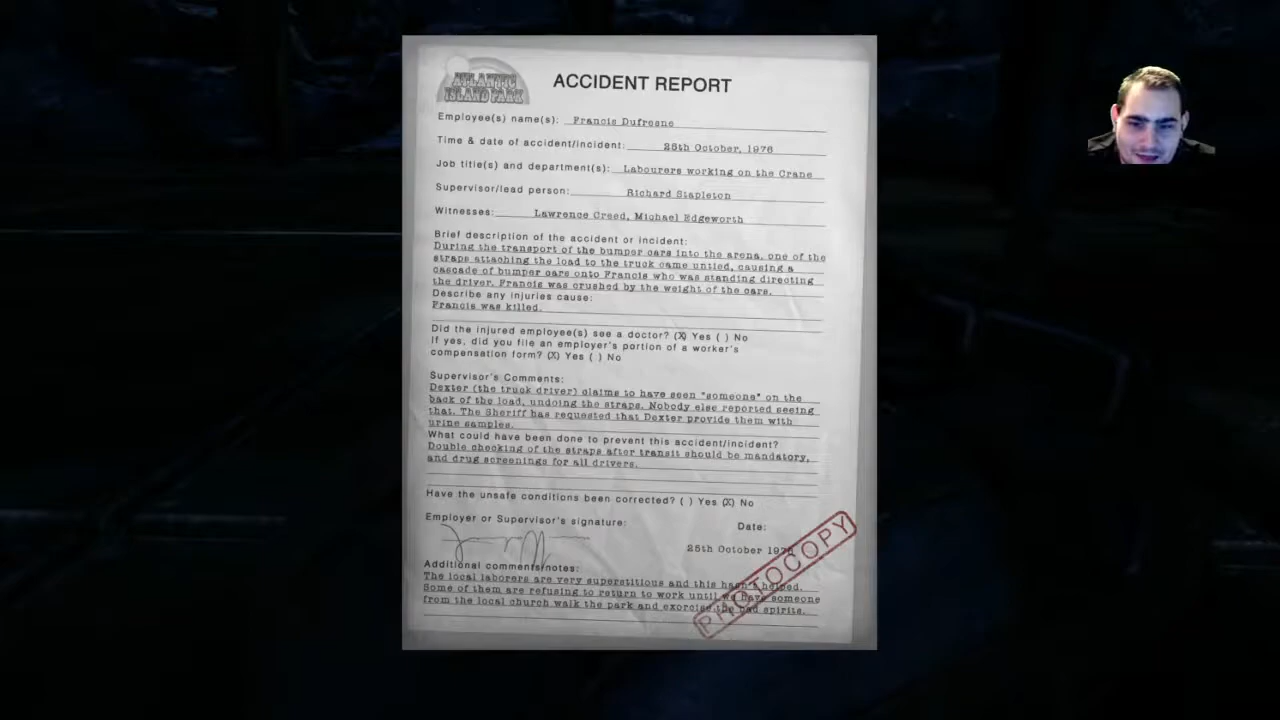 ATLANTIC
ISLAND PARK
ACCIDENT REPORT
Employee(s) name(s): Francis Dufresne
Time & date of accident/incident: 25th October, 1976
Job title(s) and department(s): Labourers working on the Crane
Supervisor/lead person: Richard Stapleton
Witnesses: Lawrence Creed, Michael Edgeworth
Brief description of the accident or incident:
During the transport of the bumper cars into the arena, one of the
straps attaching the load to the truck came untied, causing a
cascade of bumper cars onto Francis who was standing directing
the driver. Francis was crushed by the weight of the cars.
Describe any injuries cause:
Francis was killed.
Did the injured employee(s) see a doctor? (X) Yes ( ) No
If yes, did you file an employer's portion of a worker's
compensation form? (X) Yes ( ) No
Supervisor's Comments:
Dexter (the truck driver) claims to have seen "someone" on the
back of the load, undoing the straps. Nobody else reported seeing
that. The Sheriff has requested that Dexter provide them with
urine samples.
What could have been done to prevent this accident/incident?
Double checking of the straps after transit should be mandatory,
and drug screenings for all drivers.
Have the unsafe conditions been corrected? ( ) Yes (X) No
Employer or Supervisor's signature:
Date:
25th October 1976
PHOTOCOPY
Additional comments/notes:
The local laborers are very superstitious and this hasn't helped.
Some of them are refusing to return to work until we have someone
from the local church walk the park and exorcise the bad spirits.